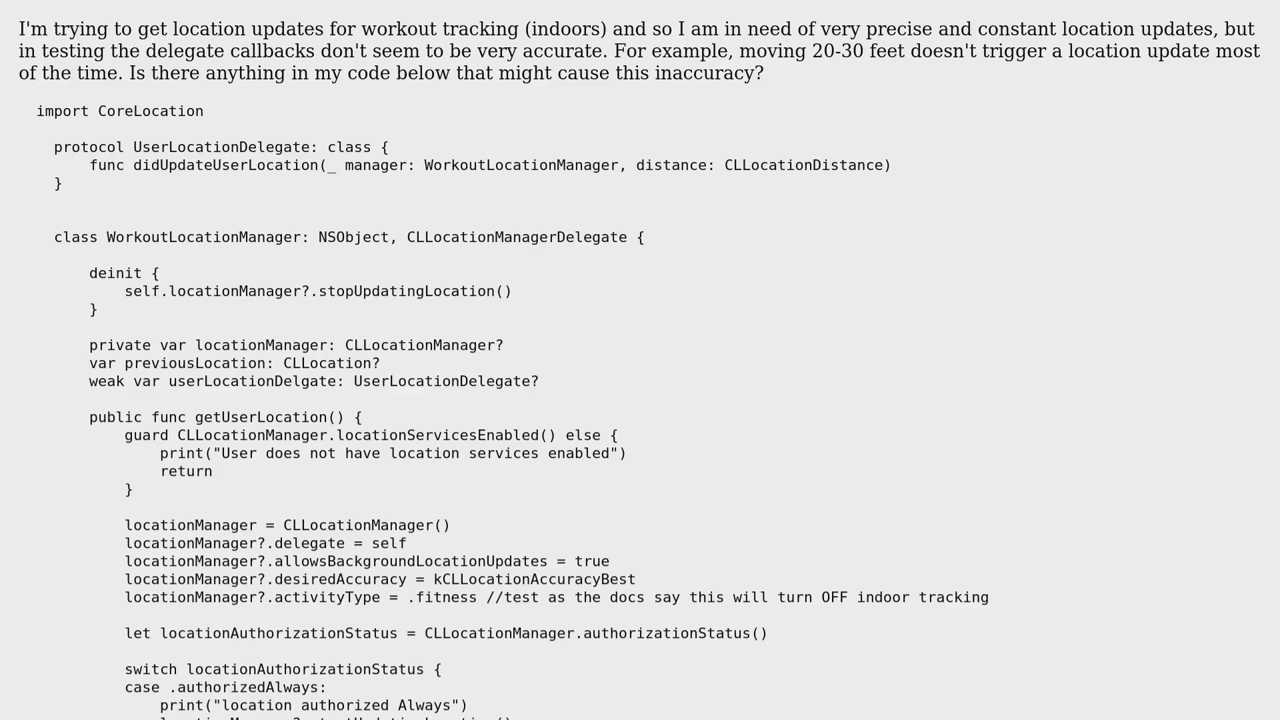 I'm trying to get location updates for workout tracking (indoors) and so I am in need of very precise and constant location updates, but
in testing the delegate callbacks don't seem to be very accurate. For example, moving 20-30 feet doesn't trigger a location update most
of the time. Is there anything in my code below that might cause this inaccuracy?
import CoreLocation
protocol UserLocationDelegate: class {
func didUpdateUserLocation(_ manager: WorkoutLocationManager, distance: CLLocationDistance)
}
class WorkoutLocationManager: NSObject, CLLocationManagerDelegate {
deinit {
self.locationManager?.stopUpdatingLocation()
}
private var locationManager: CLLocationManager?
var previousLocation: CLLocation?
weak var userLocationDelgate: UserLocationDelegate?
public func getUserLocation() {
guard CLLocationManager.locationServicesEnabled() else {
print("User does not have location services enabled")
return
}
locationManager = CLLocationManager()
locationManager?.delegate = self
locationManager?.allowsBackgroundLocationUpdates = true
locationManager?.desiredAccuracy = kCLLocationAccuracyBest
locationManager?.activityType = .fitness //test as the docs say this will turn OFF indoor tracking
let locationAuthorizationStatus = CLLocationManager.authorizationStatus()
switch locationAuthorizationStatus {
case .authorizedAlways:
print("location authorized Always")